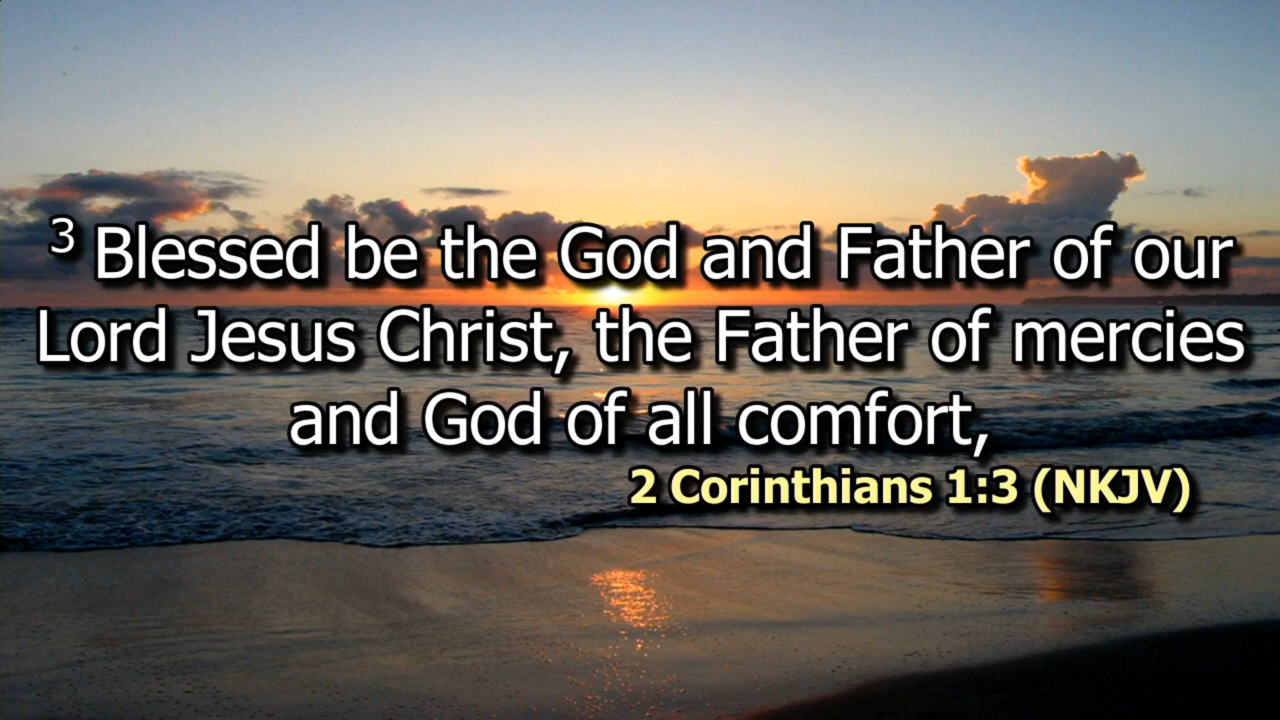 3 Blessed be the God and Father of our
Lord Jesus Christ, the Father of mercies
and God of all comfort,
2 Corinthians 1:3 (NKJV)